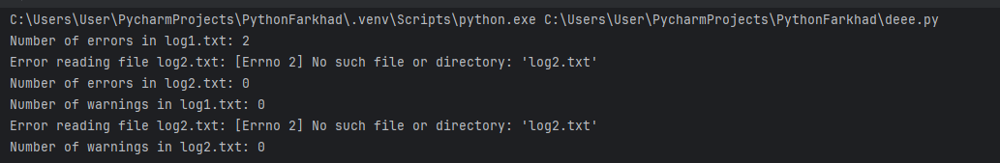 C:\Users\User\PycharmProjects\PythonFarkhad\.venv\Scripts\python.exe C:\Users\User\PycharmProjects\PythonFarkhad\deee.py
Number of errors in log1.txt: 2
Error reading file log2.txt: [Errno 2] No such file or directory: 'log2.txt'
Number of errors in log2.txt: 0
Number of warnings in log1.txt: 0
Error reading file log2.txt: [Errno 2] No such file or directory: 'log2.txt'
Number of warnings in log2.txt: 0